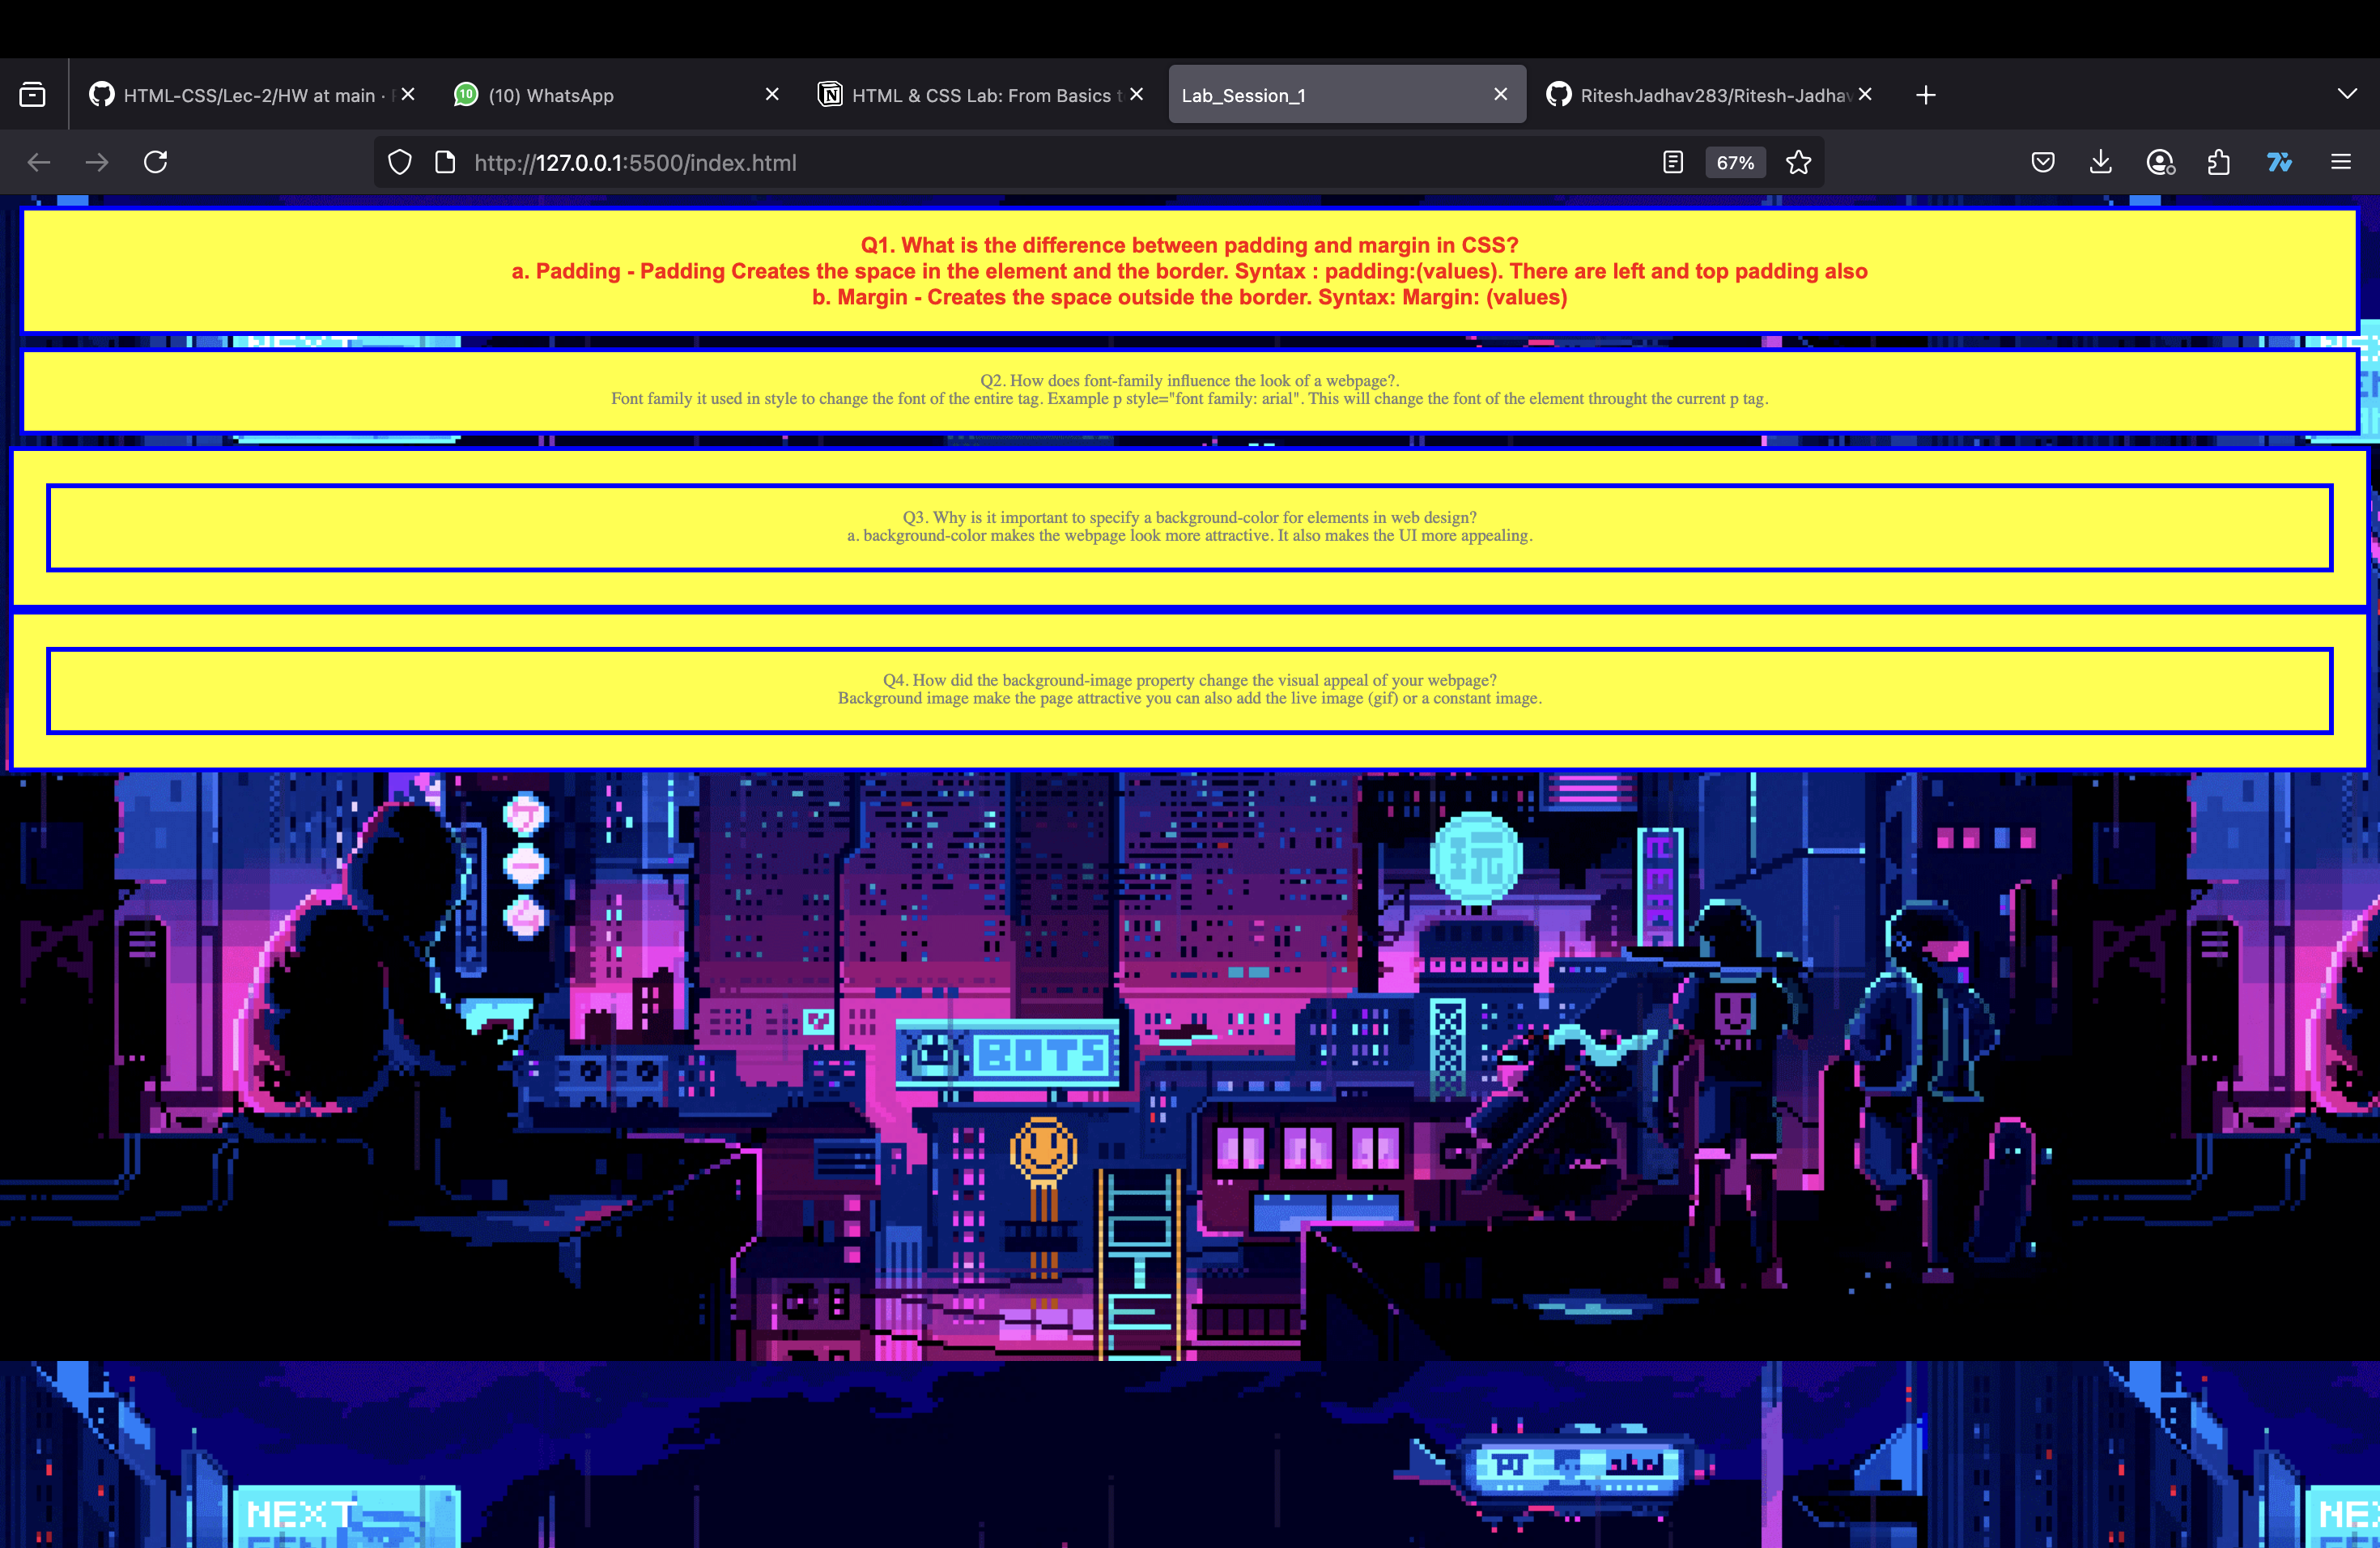 HTML-CSS/Lec-2/HW at main ·
10 (10) WhatsApp
HTML & CSS Lab: From Basics t
Lab_Session_1
RiteshJadhav283/Ritesh-Jadhav
http://127.0.0.1:5500/index.html
67%
Q1. What is the difference between padding and margin in CSS?
a. Padding - Padding Creates the space in the element and the border. Syntax : padding:(values). There are left and top padding also
b. Margin - Creates the space outside the border. Syntax: Margin: (values)
NEXT
Q2. How does font-family influence the look of a webpage?.
Font family it used in style to change the font of the entire tag. Example p style="font family: arial". This will change the font of the element throught the current p tag.
Q3. Why is it important to specify a background-color for elements in web design?
a. background-color makes the webpage look more attractive. It also makes the UI more appealing.
Q4. How did the background-image property change the visual appeal of your webpage?
Background image make the page attractive you can also add the live image (gif) or a constant image.
BOTS
HOTEL
NEXT
NEX